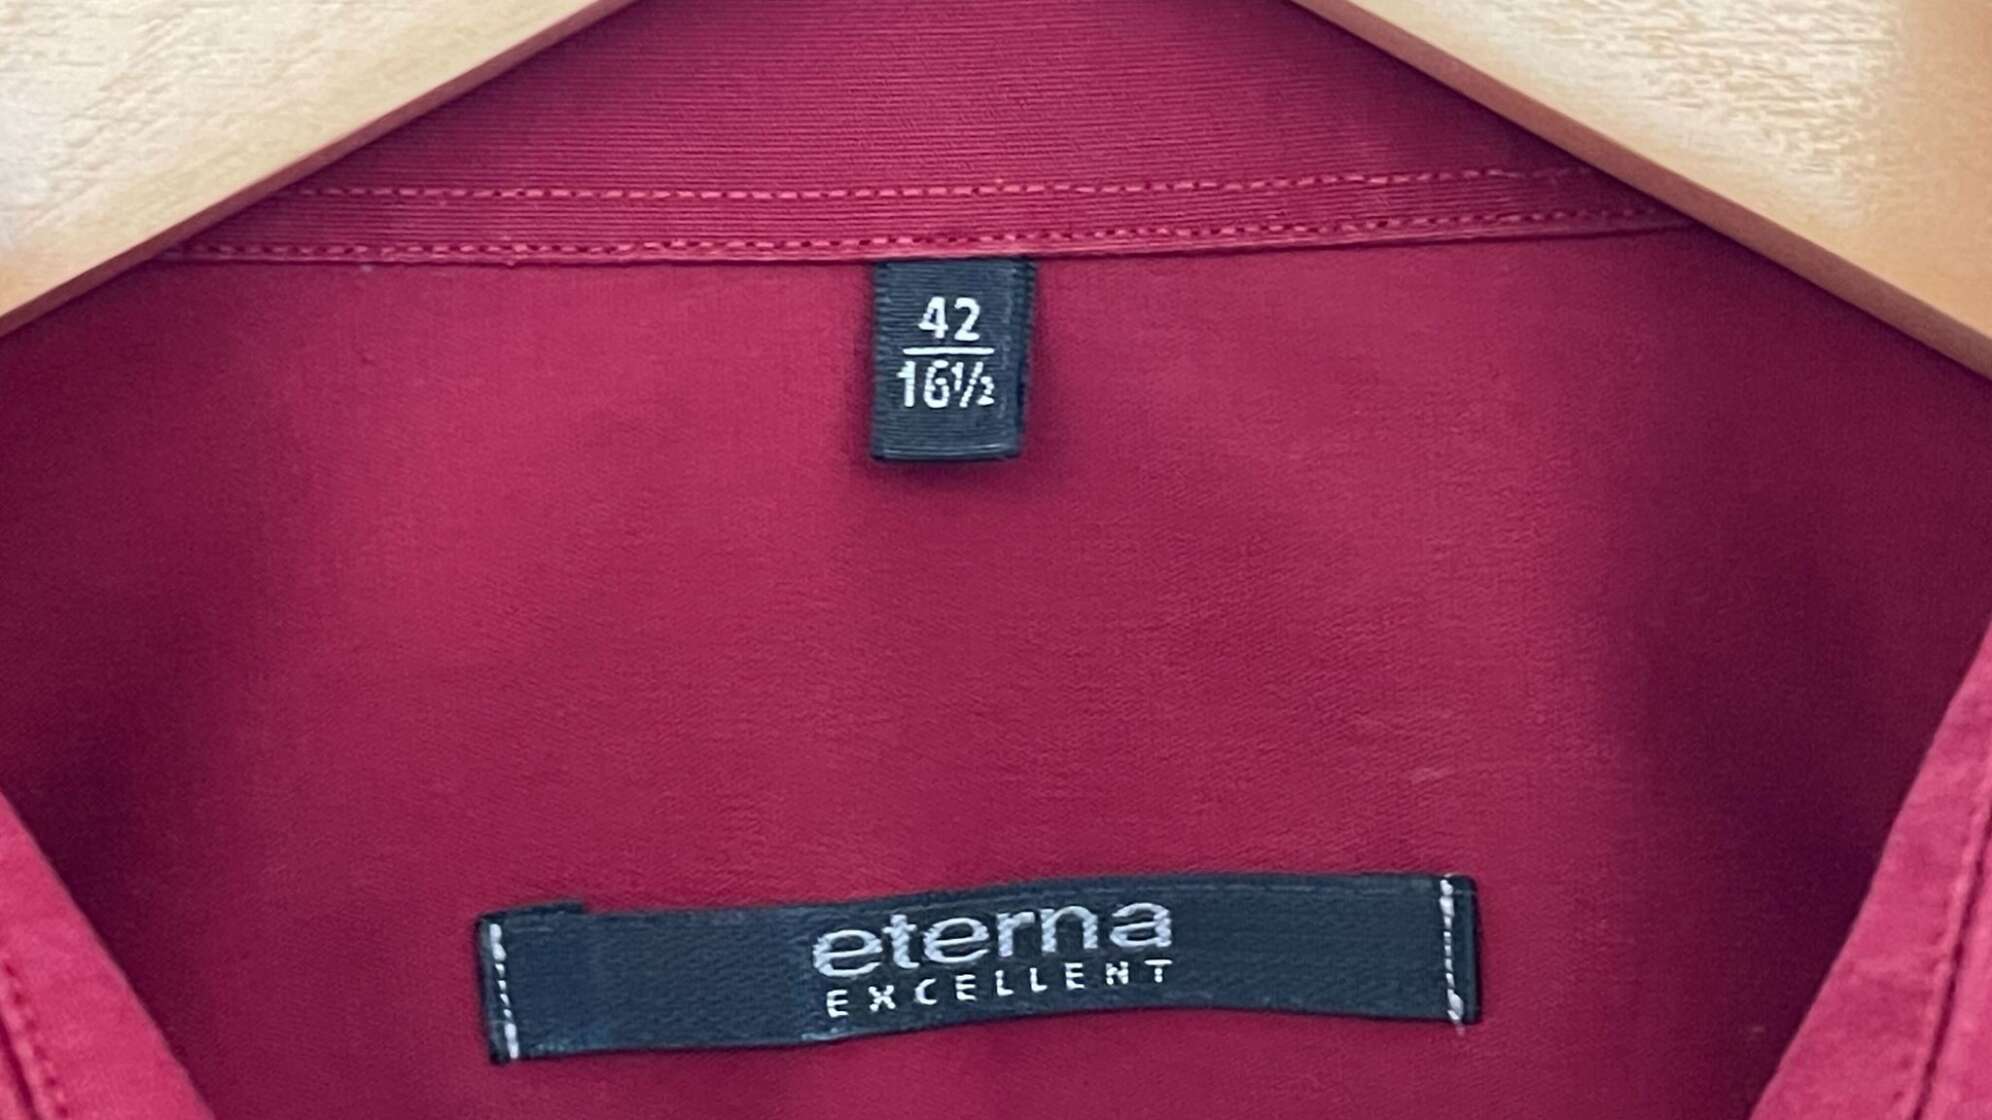 42
16½
eterna
EXCELLENT